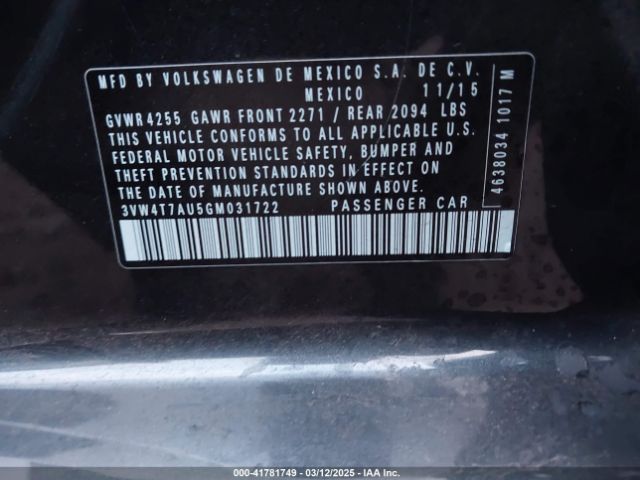 MFD BY VOLKSWAGEN DE MEXICO S.A. DE C.V.
MEXICO 11/15
GVWR 4255 GAWR FRONT 2271 / REAR 2094 LBS
THIS VEHICLE CONFORMS TO ALL APPLICABLE U.S.
FEDERAL MOTOR VEHICLE SAFETY, BUMPER AND
THEFT PREVENTION STANDARDS IN EFFECT ON
DATE OF MANUFACTURE SHOWN ABOVE.
3VW4T7AU5GM031722 PASSENGER CAR
4638034 1017 M
000-41781749 - 03/12/2025 - IAA Inc.